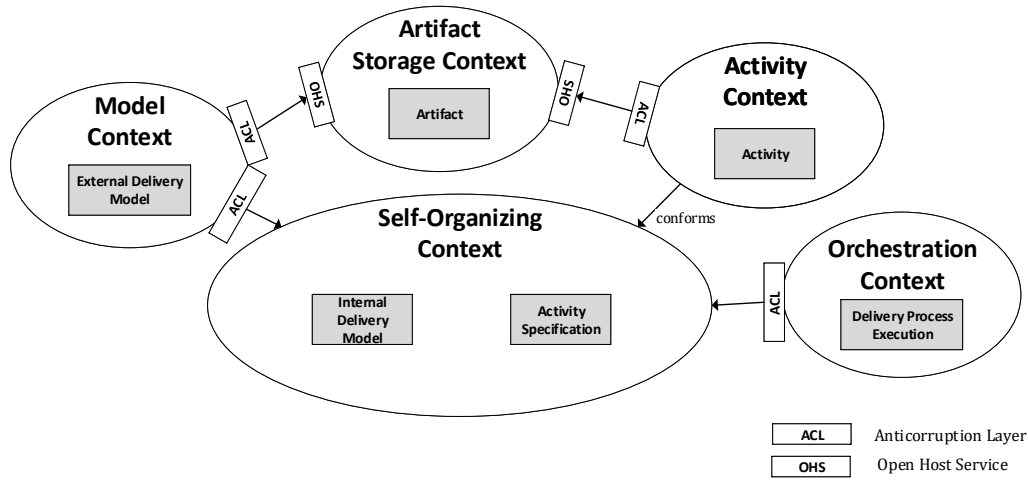 Artifact
Storage Context
OHS
OHS
Artifact
Model
Context
ACL
External Delivery
Model
ACL
Activity
Context
ACL
Activity
conforms
Self-Organizing
Context
Internal
Delivery
Model
Activity
Specification
Orchestration
Context
ACL
Delivery Process
Execution
ACL Anticorruption Layer
OHS Open Host Service